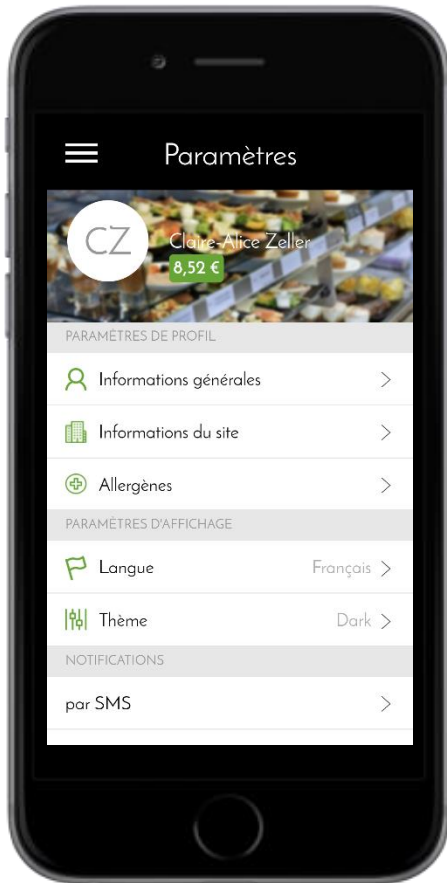 Paramètres
CZ
Claire-Alice Zeller
8,52 €
PARAMÈTRES DE PROFIL
Informations générales
Informations du site
Allergènes
PARAMÈTRES D'AFFICHAGE
Langue Français
Thème Dark
NOTIFICATIONS
par SMS